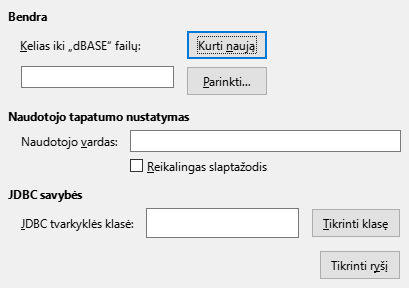 Bendra
Kelias iki „dBASE“ failų:
Kurti naują
Parinkti...
Naudotojo tapatumo nustatymas
Naudotojo vardas:
Reikalingas slaptažodis
JDBC savybės
JDBC tvarkyklės klasė:
Tikrinti klasę
Tikrinti ryšį